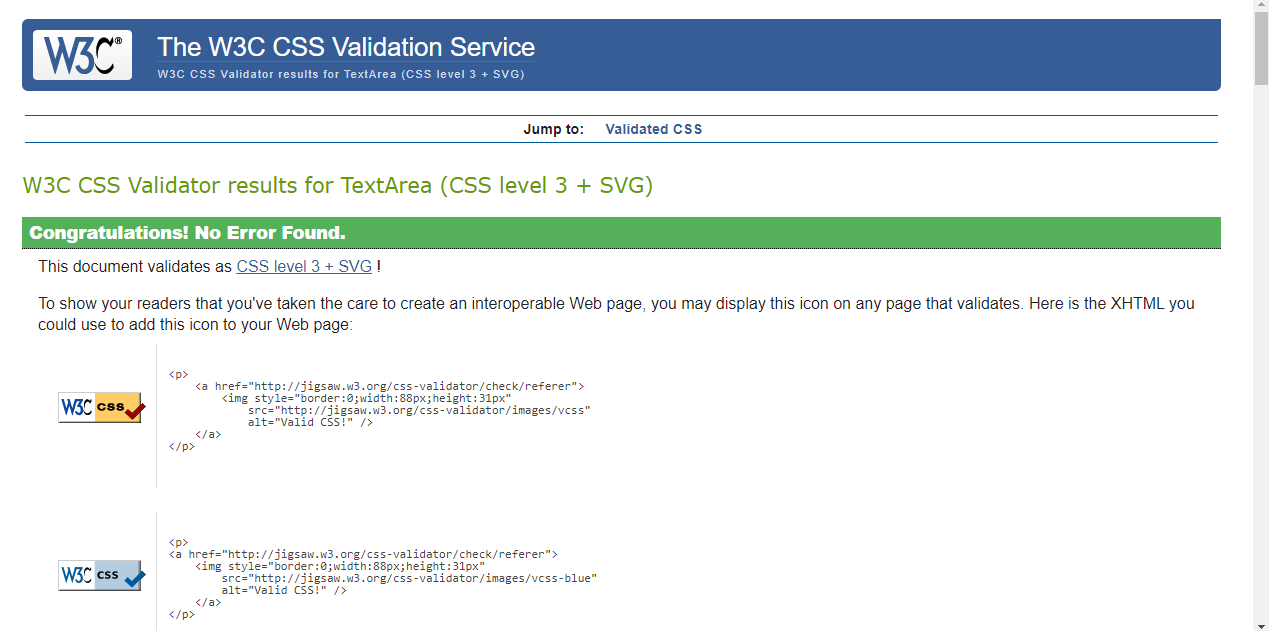 W3C® The W3C CSS Validation Service
W3C CSS Validator results for TextArea (CSS level 3 + SVG)
Jump to: Validated CSS
W3C CSS Validator results for TextArea (CSS level 3 + SVG)
Congratulations! No Error Found.
This document validates as CSS level 3 + SVG !
To show your readers that you've taken the care to create an interoperable Web page, you may display this icon on any page that validates. Here is the XHTML you
could use to add this icon to your Web page:
W3C css
<p>
    <a href="http://jigsaw.w3.org/css-validator/check/referer">
        <img style="border:0;width:88px;height:31px"
            src="http://jigsaw.w3.org/css-validator/images/vcss"
            alt="Valid CSS!" />
    </a>
</p>
W3C css
<p>
<a href="http://jigsaw.w3.org/css-validator/check/referer">
    <img style="border:0;width:88px;height:31px"
        src="http://jigsaw.w3.org/css-validator/images/vcss-blue"
        alt="Valid CSS!" />
    </a>
</p>